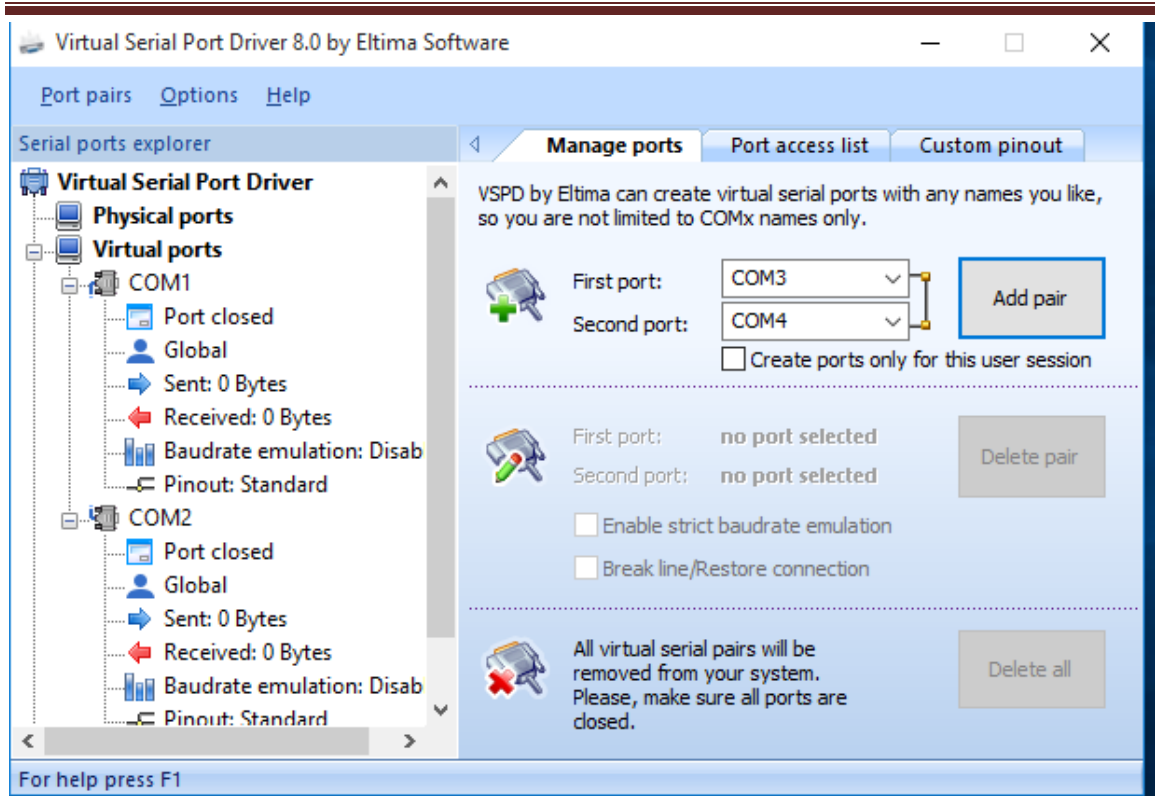 Virtual Serial Port Driver 8.0 by Eltima Software
Port pairs Options Help
Serial ports explorer
Virtual Serial Port Driver
Physical ports
Virtual ports
COM1
Port closed
Global
Sent: 0 Bytes
Received: 0 Bytes
Baudrate emulation: Disab
Pinout: Standard
COM2
Port closed
Global
Sent: 0 Bytes
Received: 0 Bytes
Baudrate emulation: Disab
Pinout: Standard
Manage ports Port access list Custom pinout
VSPD by Eltima can create virtual serial ports with any names you like,
so you are not limited to COMx names only.
First port: COM3
Second port: COM4
Add pair
Create ports only for this user session
First port: no port selected
Second port: no port selected
Delete pair
Enable strict baudrate emulation
Break line/Restore connection
All virtual serial pairs will be
removed from your system.
Please, make sure all ports are
closed.
Delete all
For help press F1